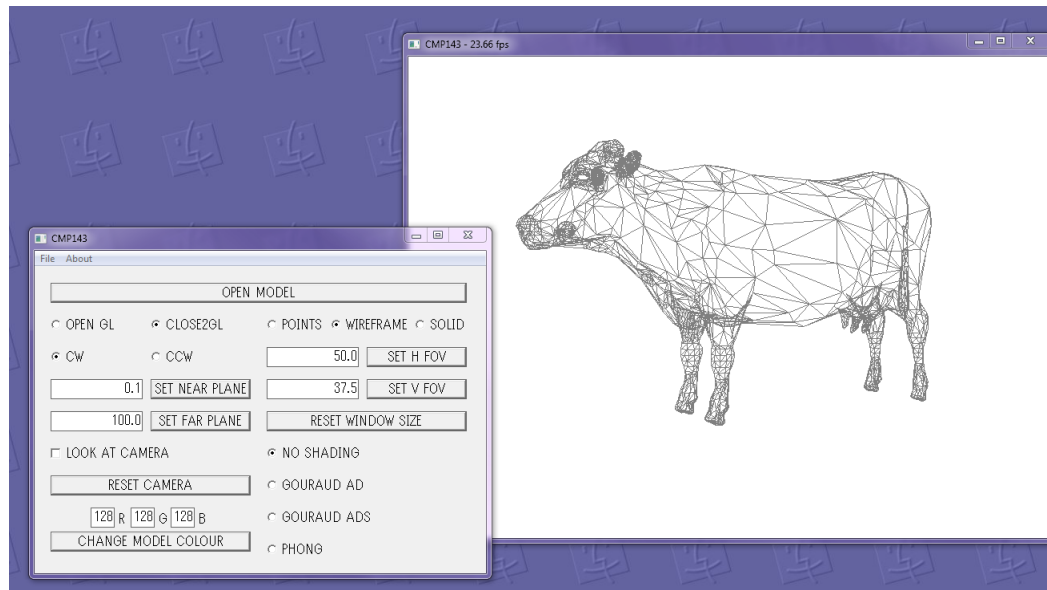 CMP143 - 23.66 fps
CMP143
File About
OPEN MODEL
OPEN GL CLOSE2GL POINTS WIREFRAME SOLID
CW CCW 50.0 SET H FOV
0.1 SET NEAR PLANE 37.5 SET V FOV
100.0 SET FAR PLANE RESET WINDOW SIZE
LOOK AT CAMERA NO SHADING
RESET CAMERA GOURAUD AD
128 R 128 G 128 B GOURAUD ADS
CHANGE MODEL COLOUR PHONG